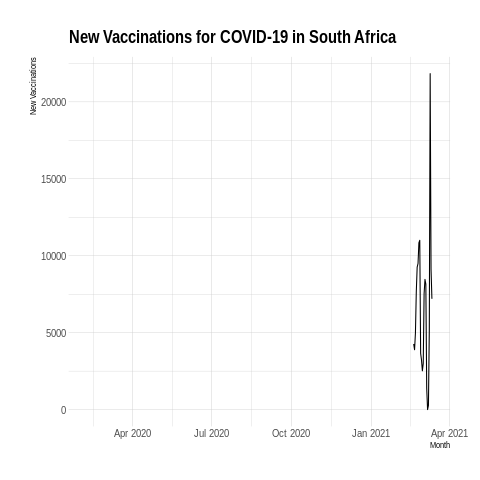 New Vaccinations for COVID-19 in South Africa
New Vaccinations
20000
15000
10000
5000
0
Apr 2020 Jul 2020 Oct 2020 Jan 2021 Apr 2021
Month